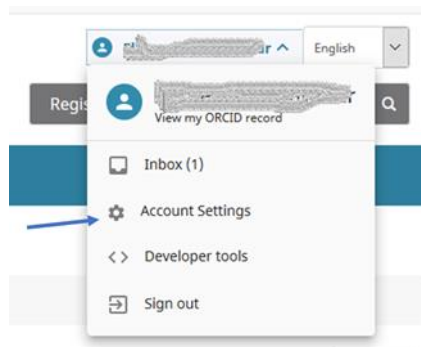 English
Regis
View my ORCID record
Inbox (1)
Account Settings
Developer tools
Sign out